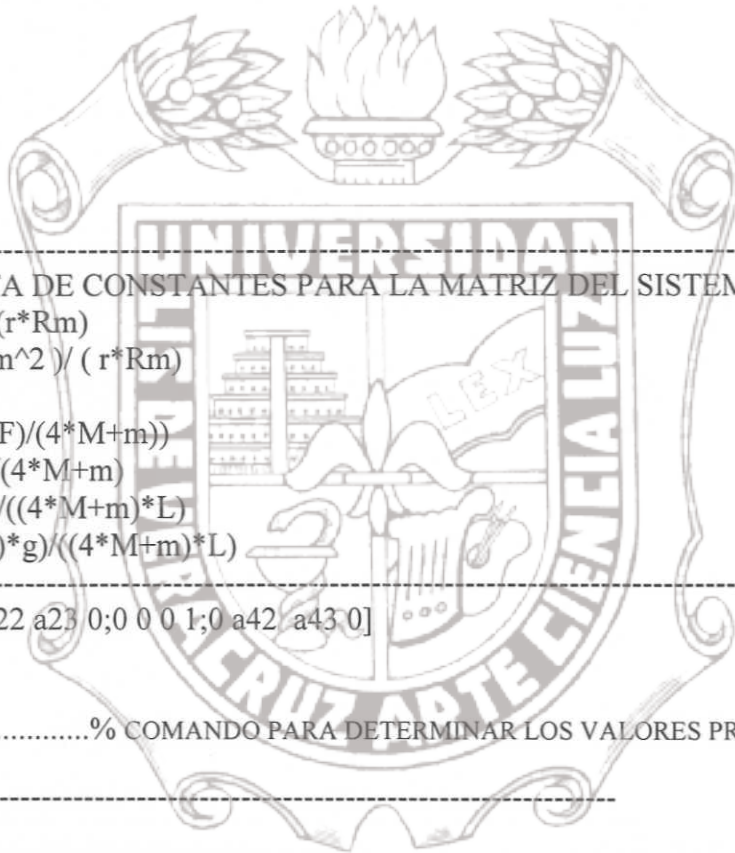 --------------------------------------------------
A DE CONSTANTES PARA LA MATRIZ DEL SISTEM
(r*Rm)
m^2 )/ ( r*Rm)
F)/(4*M+m))
/(4*M+m)
/((4*M+m)*L)
)*g)/((4*M+m)*L)
--------------------------------------------------
22 a23 0;0 0 0 1;0 a42 a43 0]
.............% COMANDO PARA DETERMINAR LOS VALORES PR
--------------------------------------------------
UNIVERSIDAD
LEX
VERACRUZ ARTE CIENCIA LUZ